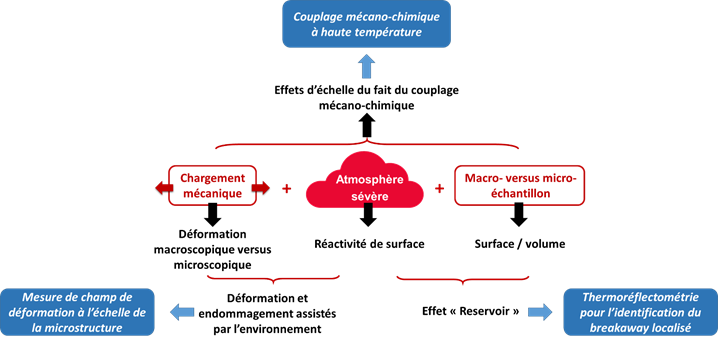 Couplage mécano-chimique
à haute température
Effets d'échelle du fait du couplage
mécano-chimique
Chargement
mécanique
+
Atmosphère
sévère
+
Macro- versus micro-
échantillon
Déformation
macroscopique versus
microscopique
Réactivité de surface
Surface / volume
Mesure de champ de
déformation à l'échelle de
la microstructure
Déformation et
endommagement assistés
par l'environnement
Effet « Reservoir »
Thermoréflectométrie
pour l'identification du
breakaway localisé